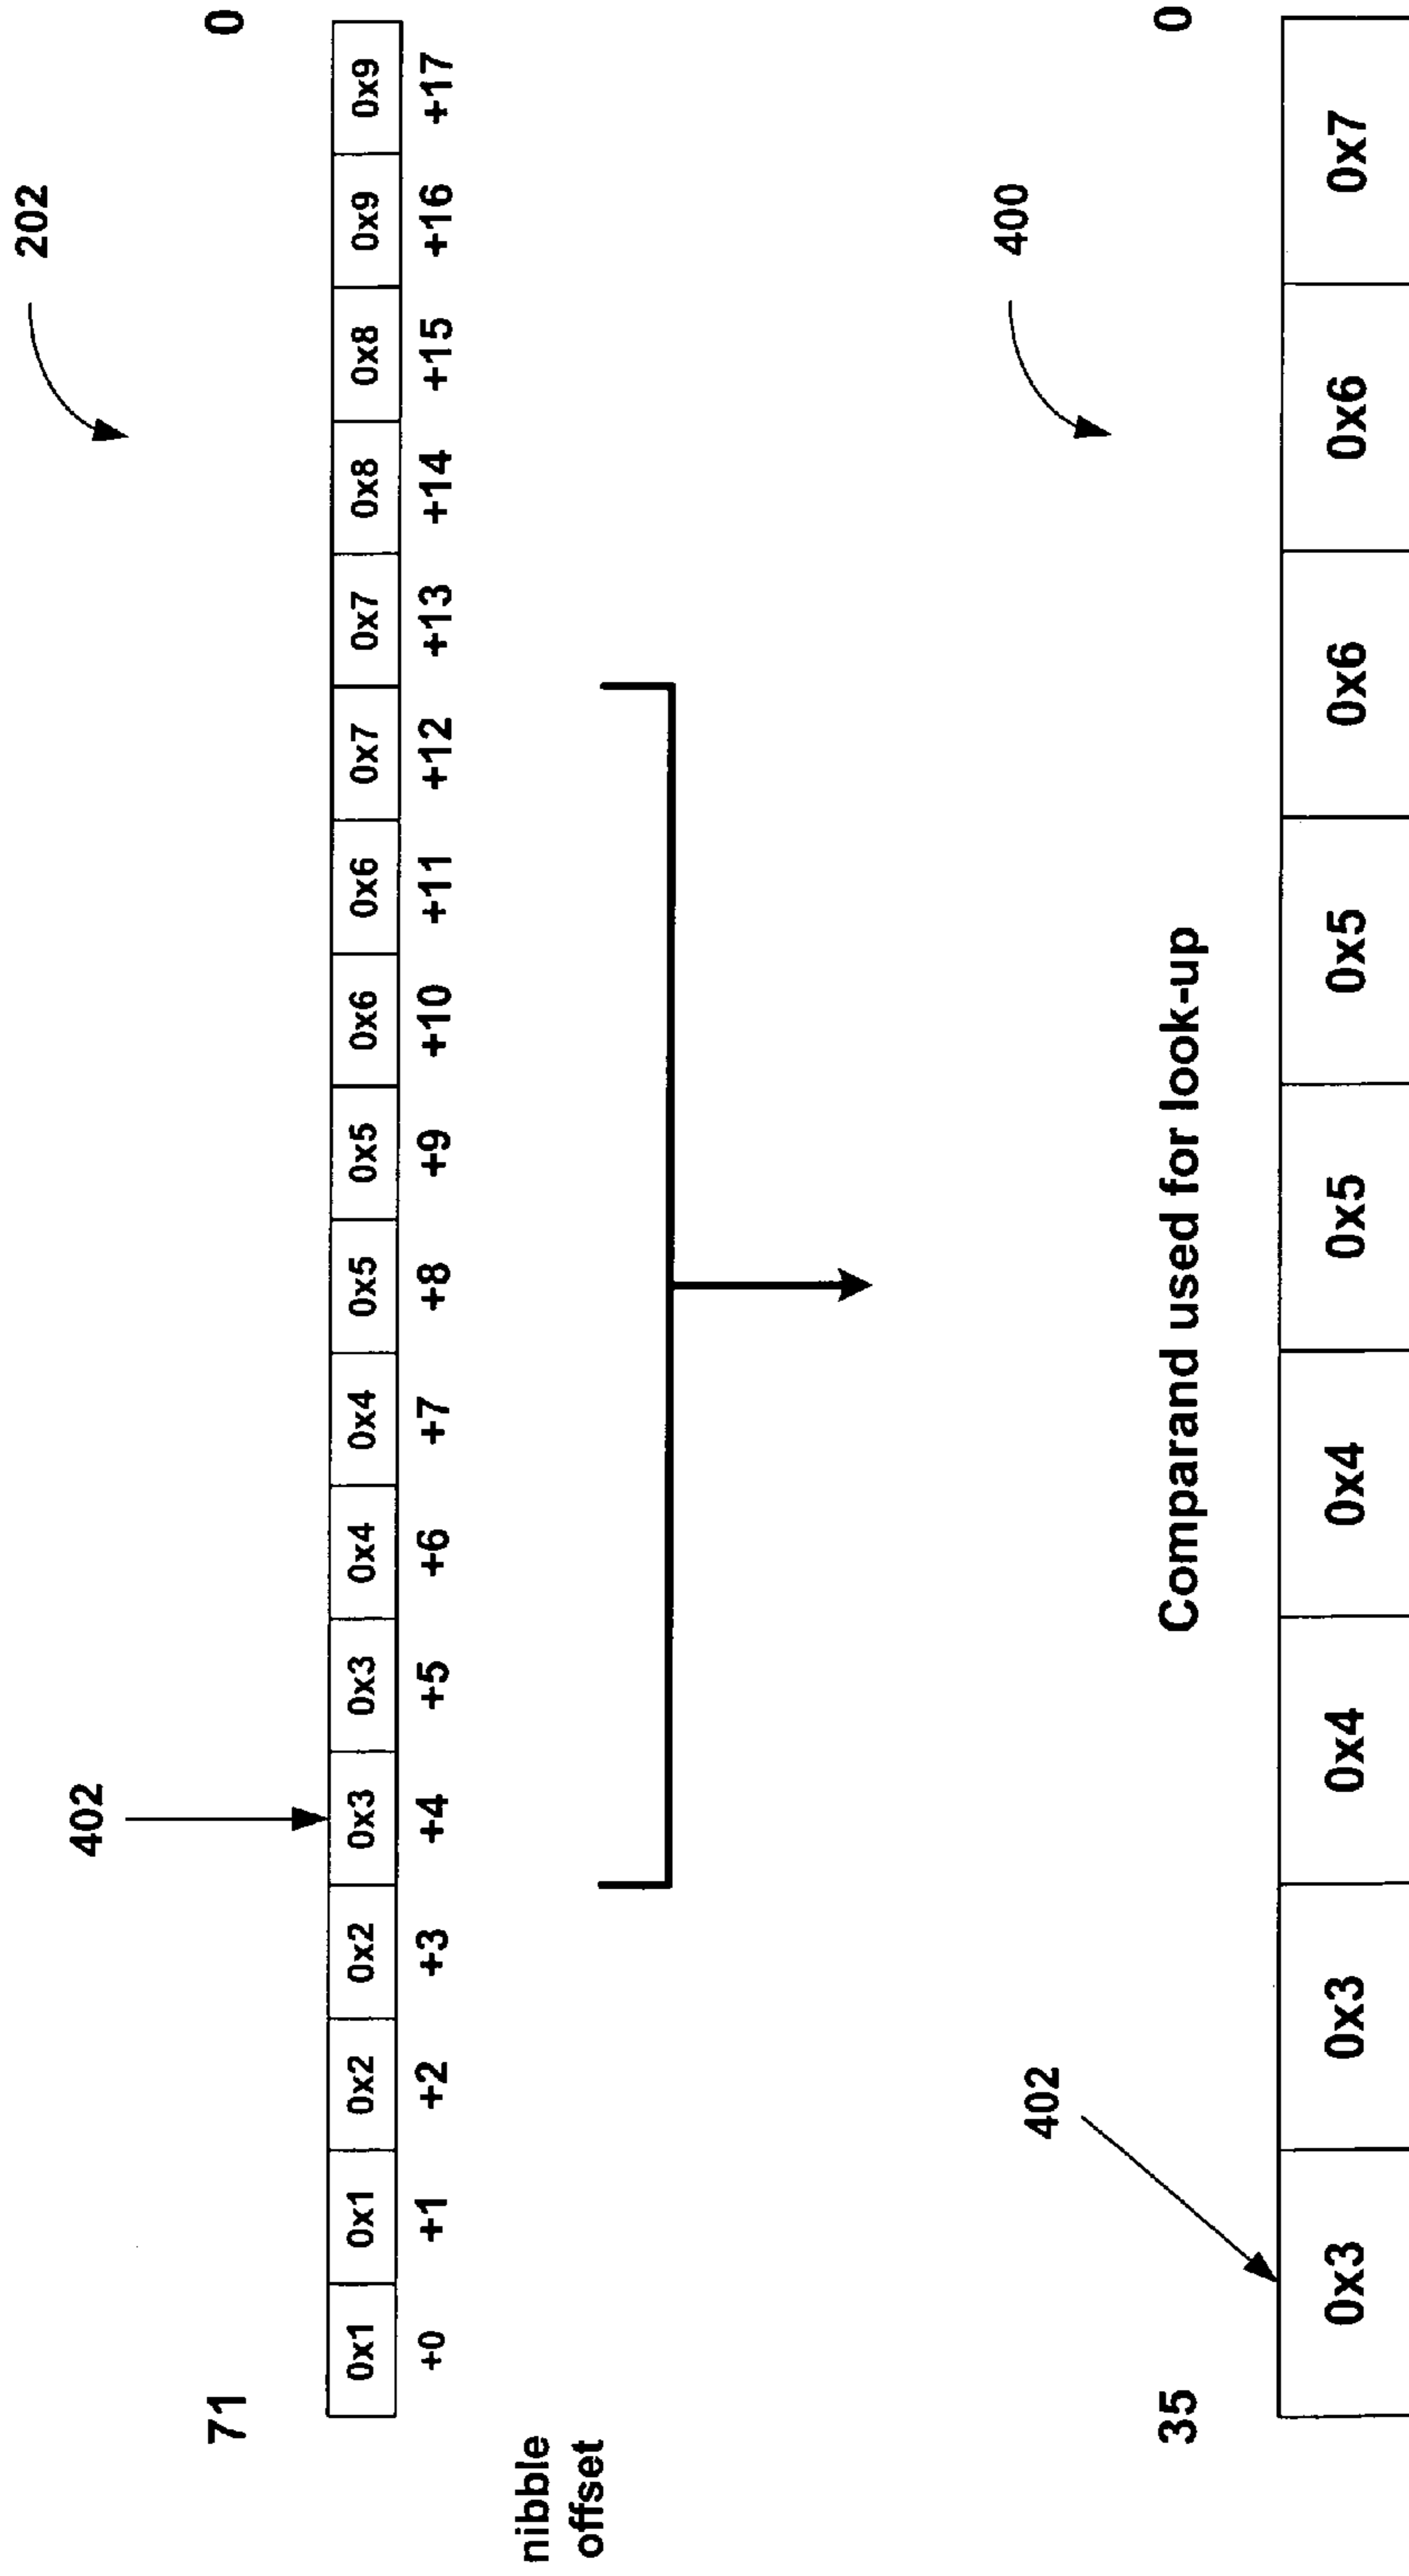 202
402
71 0
0x1 0x1 0x2 0x2 0x3 0x3 0x4 0x4 0x5 0x5 0x6 0x6 0x7 0x7 0x8 0x8 0x9 0x9
+0 +1 +2 +3 +4 +5 +6 +7 +8 +9 +10 +11 +12 +13 +14 +15 +16 +17
nibble
offset
400
402
35 Comparand used for look-up 0
0x3 0x3 0x4 0x4 0x5 0x5 0x6 0x6 0x7